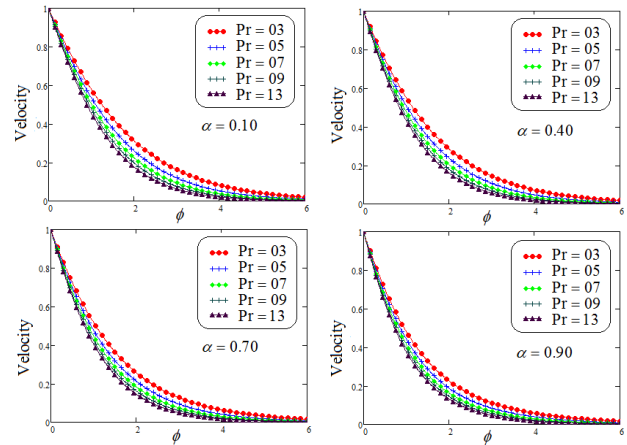 1
0.8
0.6
0.4
0.2
0
2
4
6
Velocity
ϕ
Pr = 03
Pr = 05
Pr = 07
Pr = 09
Pr = 13
α = 0.10
1
0.8
0.6
0.4
0.2
0
2
4
6
Velocity
ϕ
Pr = 03
Pr = 05
Pr = 07
Pr = 09
Pr = 13
α = 0.40
1
0.8
0.6
0.4
0.2
0
2
4
6
Velocity
ϕ
Pr = 03
Pr = 05
Pr = 07
Pr = 09
Pr = 13
α = 0.70
1
0.8
0.6
0.4
0.2
0
2
4
6
Velocity
ϕ
Pr = 03
Pr = 05
Pr = 07
Pr = 09
Pr = 13
α = 0.90